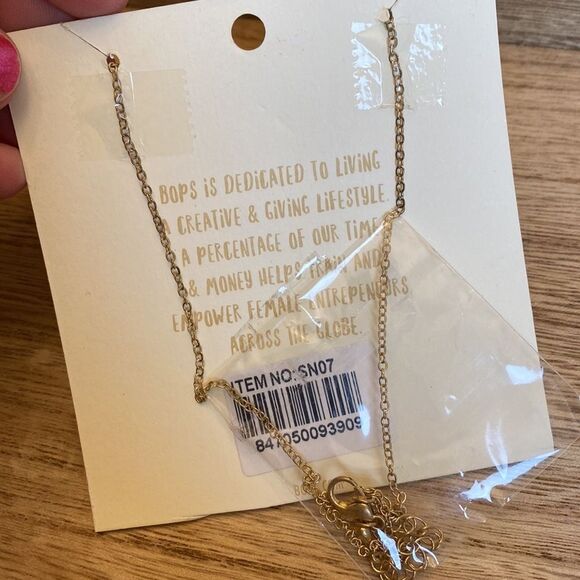 BOPS IS DEDICATED TO LIVING
A CREATIVE & GIVING LIFESTYLE.
A PERCENTAGE OF OUR TIME
& MONEY HELPS TRAIN AND
EMPOWER FEMALE ENTREPENEURS
ACROSS THE GLOBE.
ITEM NO: SN07
847050093909